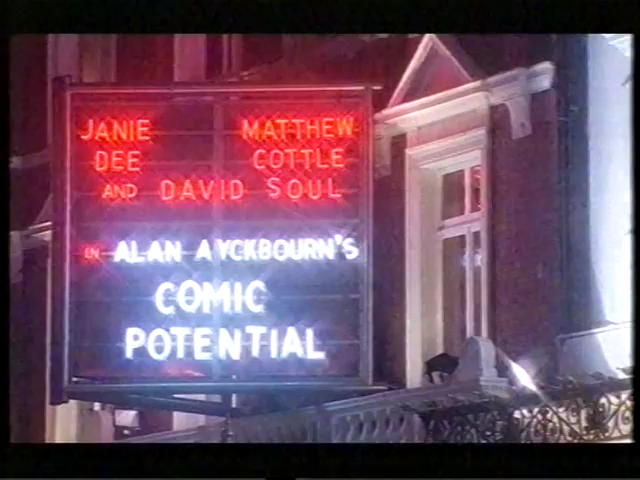 JANIE MATTHEW
DEE COTTLE
AND DAVID SOUL
IN ALAN AYCKBOURN'S
COMIC
POTENTIAL